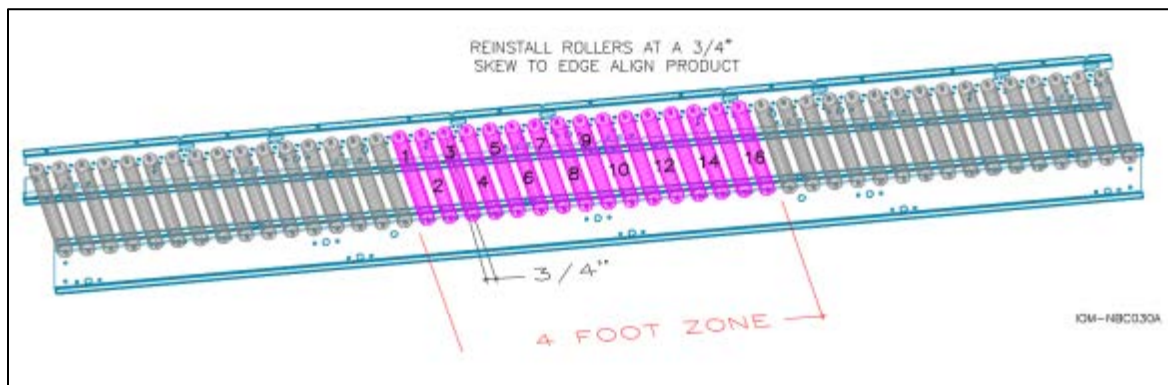 REINSTALL ROLLERS AT A 3/4"
SKEW TO EDGE ALIGN PRODUCT
1 3 5 7 9
2 4 6 8 10 12 14 16
3/4"
4 FOOT ZONE
IOM-NBC030A